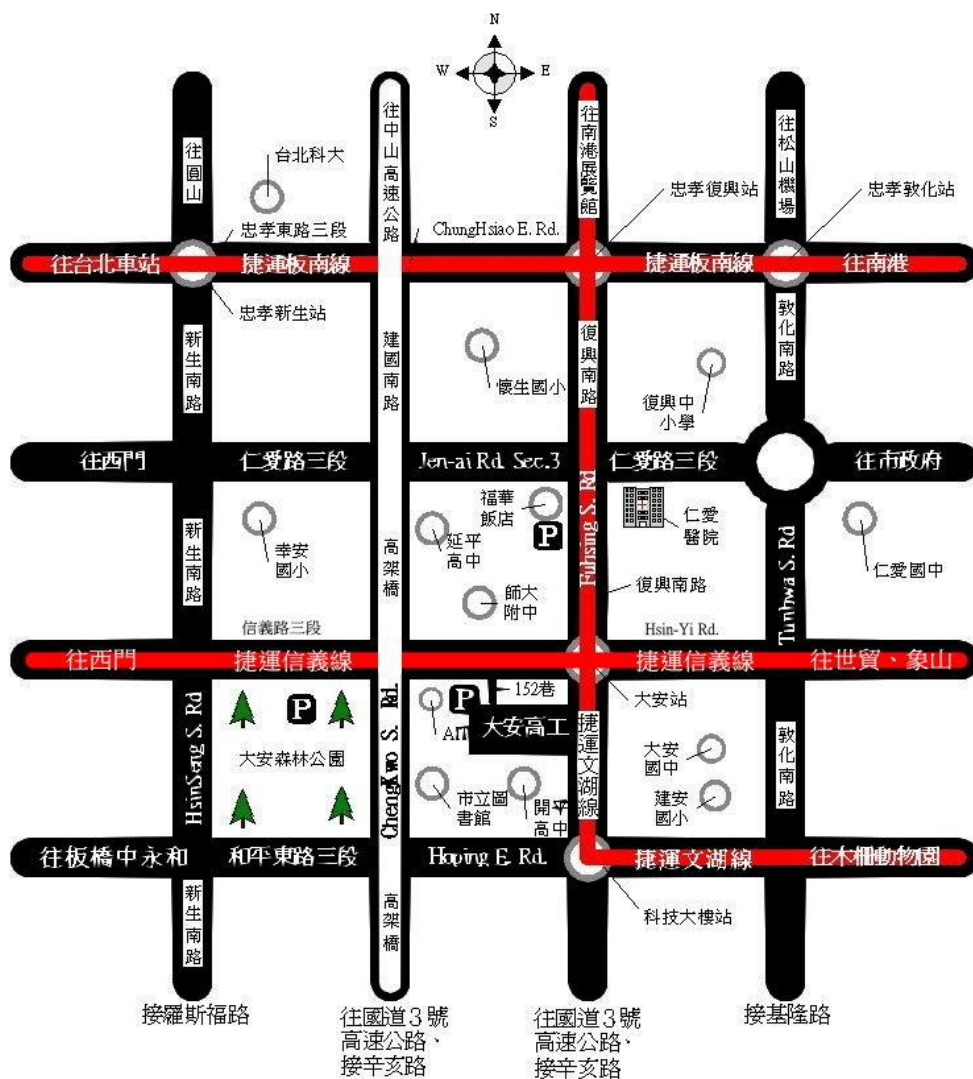 N
W E
S
往圓山
台北科大
往中山高速公路
往南港展覽館
往松山機場
忠孝復興站
忠孝敦化站
忠孝東路三段
ChungHsiao E. Rd.
往台北車站
捷運板南線
捷運板南線
往南港
忠孝新生站
新生南路
建國南路
復興南路
敦化南路
懷生國小
復興中
小學
往西門
仁愛路三段
Jen-ai Rd. Sec.3
仁愛路三段
往市政府
新生南路
幸安
國小
高架橋
延平
高中
福華
飯店
P
師大
附中
Fuhsing S. Rd
仁愛
醫院
復興南路
Tunhwa S. Rd
仁愛國中
信義路三段
Hsin-Yi Rd.
往西門
捷運信義線
捷運信義線
往世貿、象山
HsinSeng S. Rd
P
大安森林公園
ChengKwo S. Rd.
P
152巷
大安高工
捷運文湖線
大安站
大安
國中
建安
國小
敦化南路
市立圖
書館
開平
高中
往板橋中永和
和平東路三段
Hoping E. Rd.
捷運文湖線
往木柵動物園
新生南路
高架橋
科技大樓站
接羅斯福路
往國道3號
高速公路、
接辛亥路
往國道3號
高速公路、
接辛亥路
接基隆路